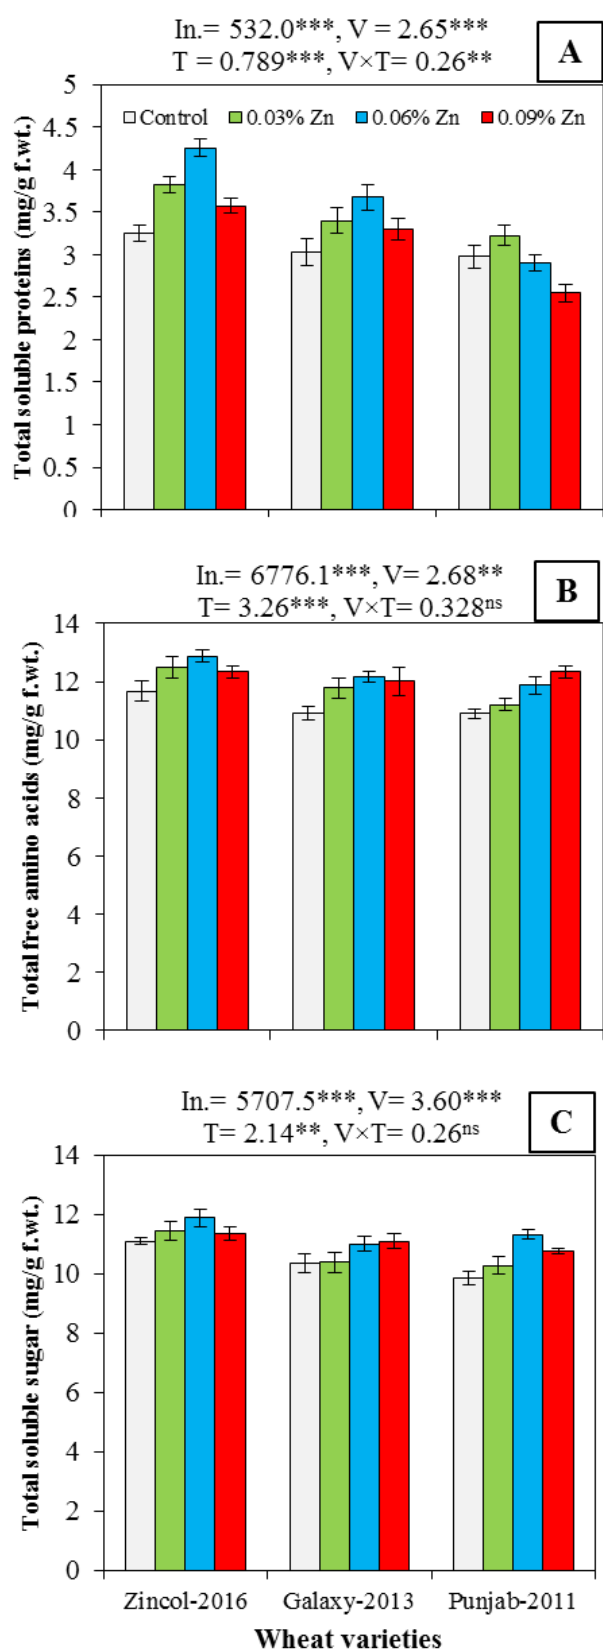 In.= 532.0***, V = 2.65***
T = 0.789***, V×T= 0.26**
A
Total soluble proteins (mg/g f.wt.)
5
4.5
4
3.5
3
2.5
2
1.5
1
0.5
0
Control 0.03% Zn 0.06% Zn 0.09% Zn
In.= 6776.1***, V= 2.68**
T= 3.26***, V×T= 0.328ns
B
Total free amino acids (mg/g f.wt.)
14
12
10
8
6
4
2
0
In.= 5707.5***, V= 3.60***
T= 2.14**, V×T= 0.26ns
C
Total soluble sugar (mg/g f.wt.)
14
12
10
8
6
4
2
0
Zincol-2016 Galaxy-2013 Punjab-2011
Wheat varieties